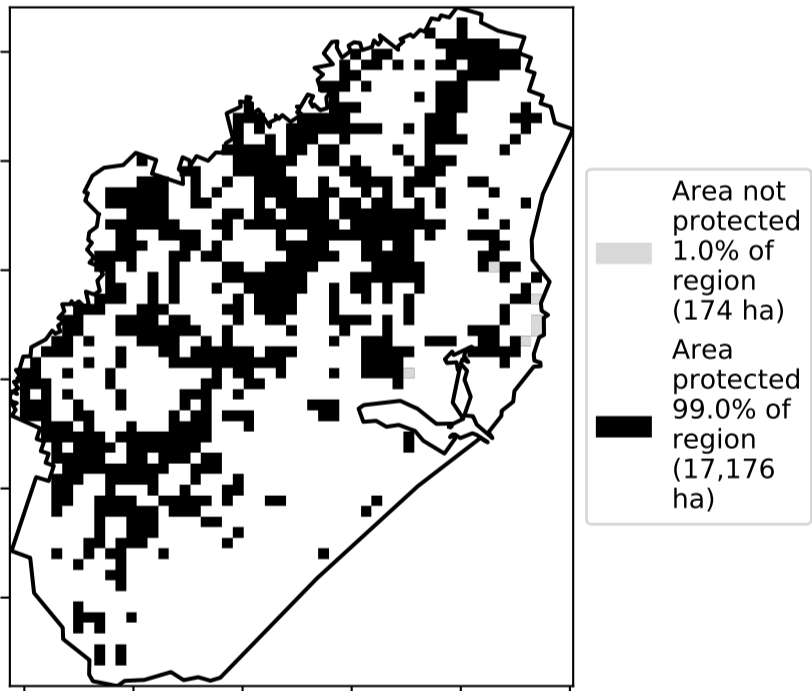 Area not
protected
1.0% of
region
(174 ha)
Area
protected
99.0% of
region
(17,176
ha)